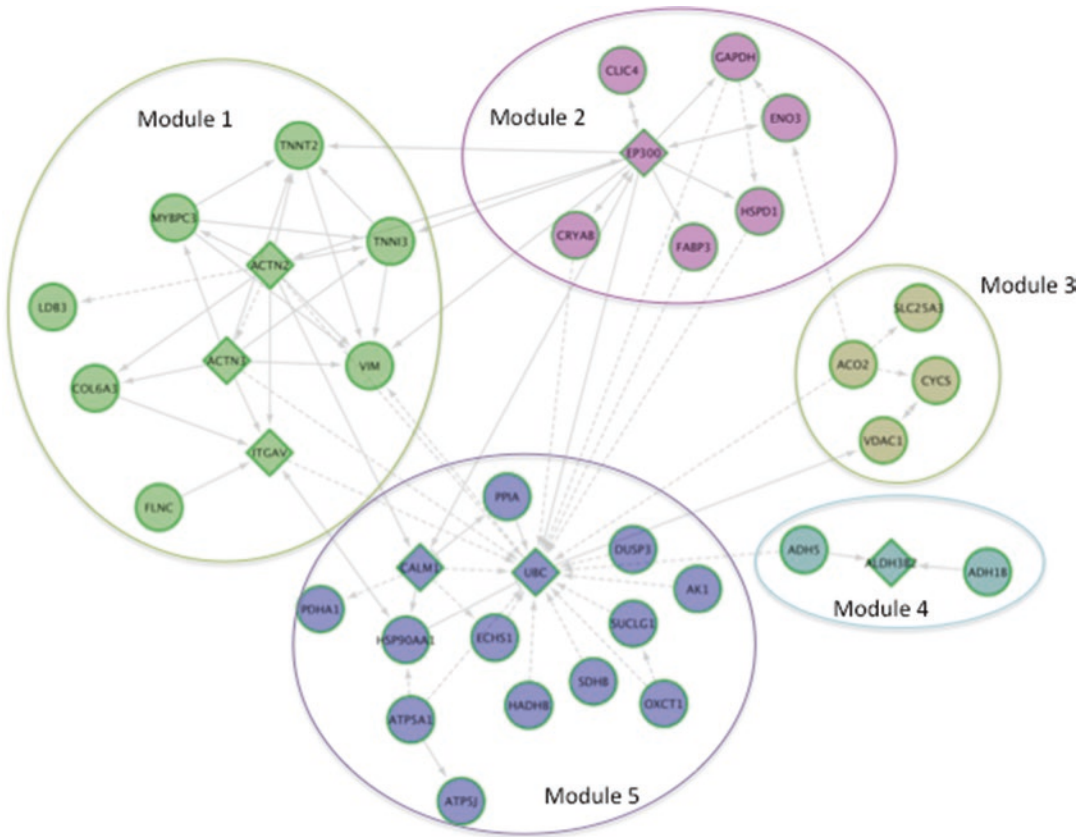 Module 1
TNNT2
MYBPC3
TNNI3
ACTN2
LDB3
ACTN1
VIM
COL6A3
ITGAV
FLNC
Module 2
CLIC4
GAPDH
ENO3
EP300
HSPD1
CRYAB
FABP3
Module 3
SLC25A3
ACO2
CYCS
VDAC1
ADH5
ALDH3B2
ADH1B
Module 4
PPIA
DUSP3
CALM1
UBC
AK1
PDHA1
SUCLG1
HSP90AA1
ECHS1
SDHB
HADHB
OXCT1
ATP5A1
ATP5J
Module 5